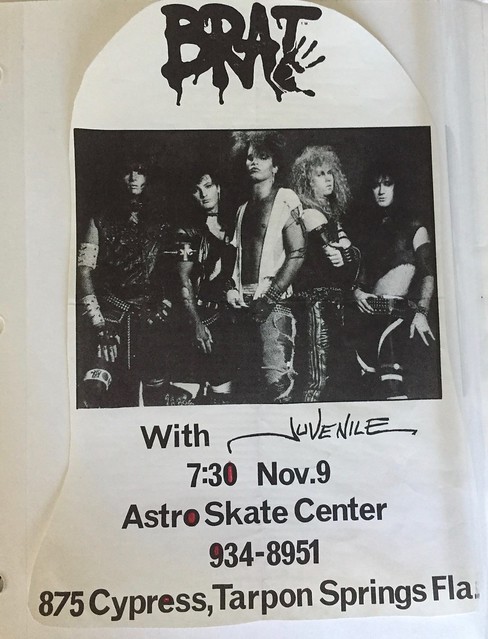 BRAT
With JUVENILE
7:30 Nov.9
Astro Skate Center
934-8951
875 Cypress, Tarpon Springs Fla.